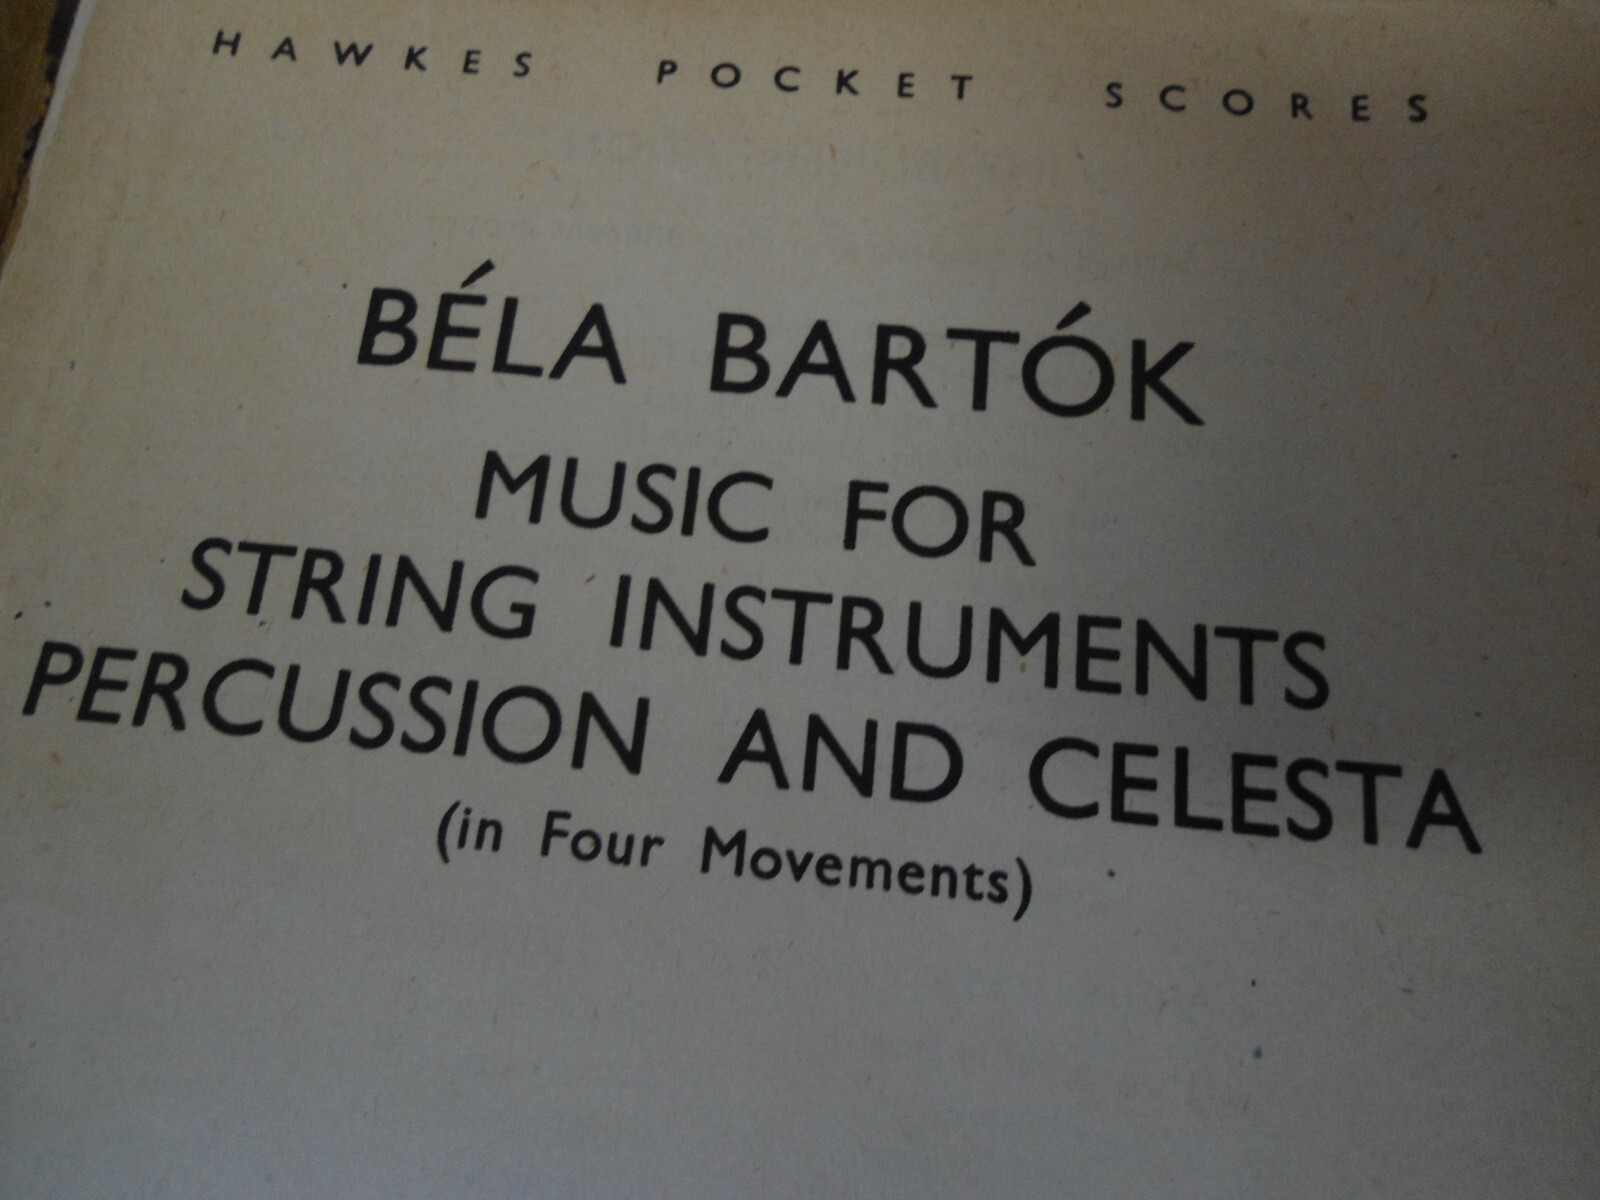 HAWKES POCKET SCORES
BÉLA BARTÓK
MUSIC FOR
STRING INSTRUMENTS
PERCUSSION AND CELESTA
(in Four Movements)